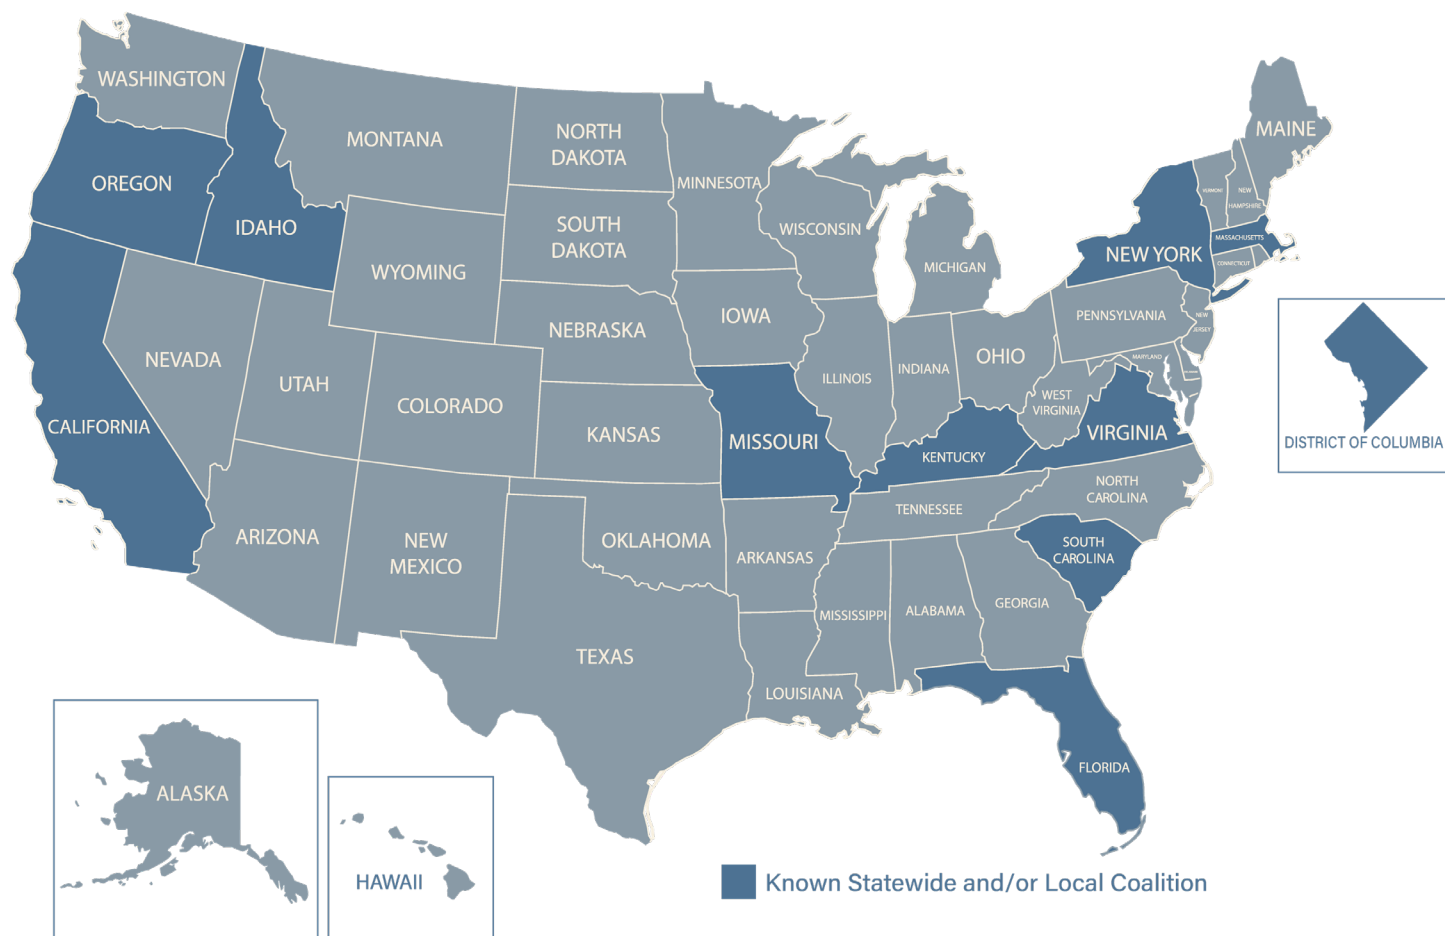 WASHINGTON
MONTANA
NORTH
DAKOTA
MINNESOTA
MAINE
OREGON
IDAHO
WYOMING
SOUTH
DAKOTA
WISCONSIN
MICHIGAN
NEW YORK
VERMONT
NEW
HAMPSHIRE
MASSACHUSETTS
CONNECTICUT
NEVADA
UTAH
COLORADO
NEBRASKA
IOWA
ILLINOIS
INDIANA
OHIO
PENNSYLVANIA
NEW
JERSEY
MARYLAND
CALIFORNIA
KANSAS
MISSOURI
KENTUCKY
WEST
VIRGINIA
VIRGINIA
DISTRICT OF COLUMBIA
ARIZONA
NEW
MEXICO
OKLAHOMA
ARKANSAS
TENNESSEE
NORTH
CAROLINA
SOUTH
CAROLINA
TEXAS
LOUISIANA
MISSISSIPPI
ALABAMA
GEORGIA
FLORIDA
ALASKA
HAWAII
Known Statewide and/or Local Coalition